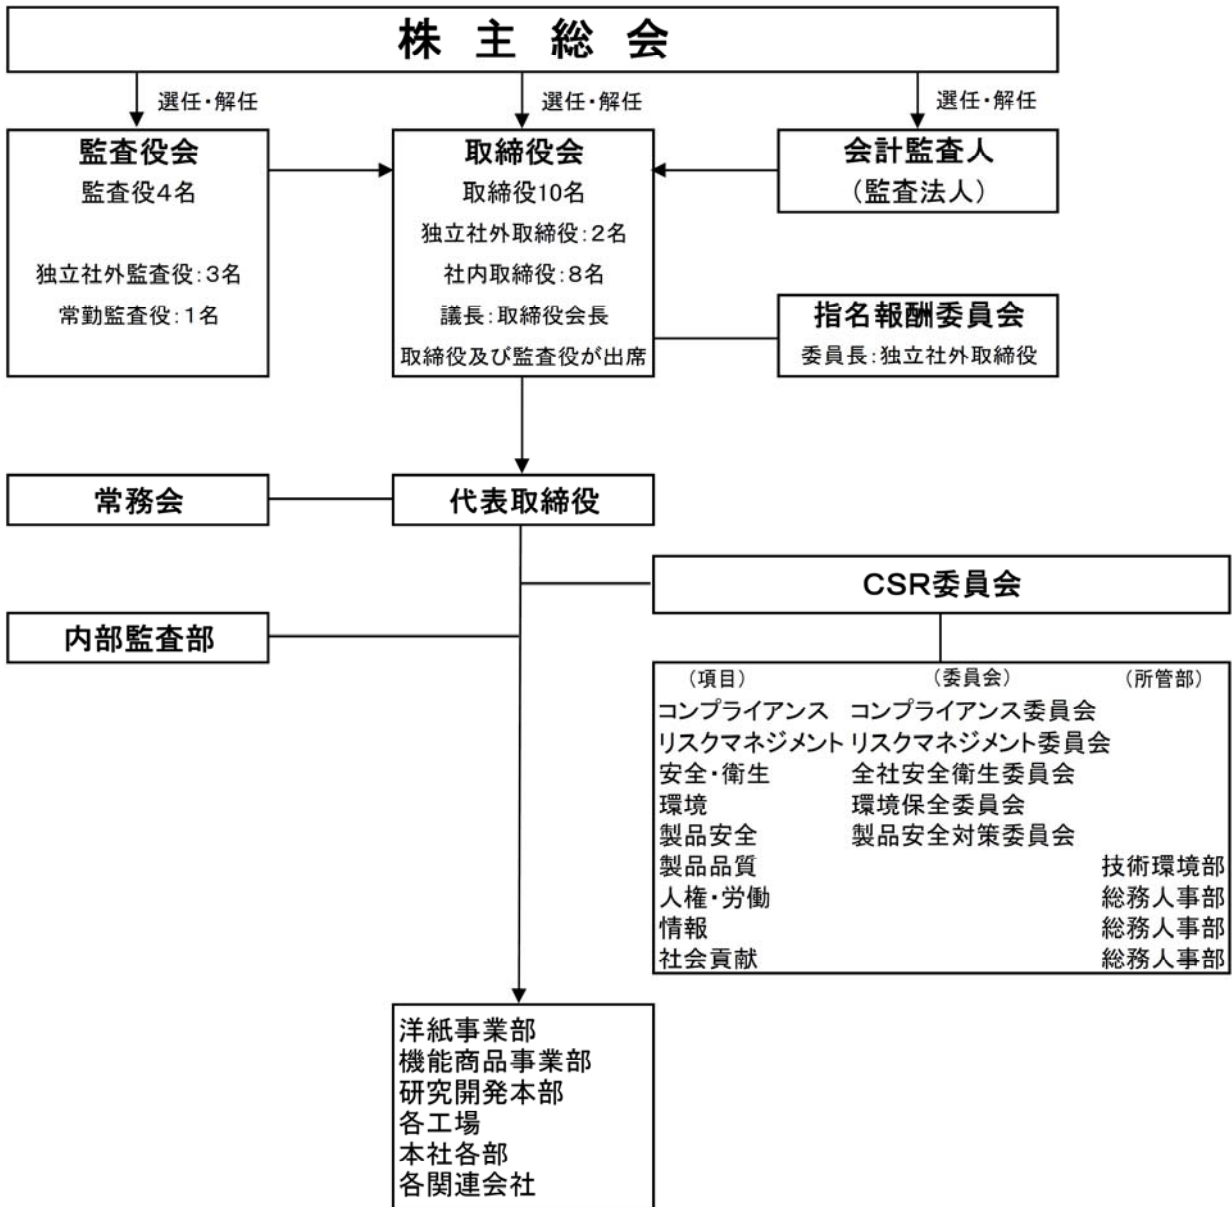 株主総会
選任・解任
選任・解任
選任・解任
監査役会
監査役4名
独立社外監査役:3名
常勤監査役:1名
取締役会
取締役10名
独立社外取締役:2名
社内取締役:8名
議長:取締役会長
取締役及び監査役が出席
会計監査人
(監査法人)
指名報酬委員会
委員長:独立社外取締役
常務会
代表取締役
CSR委員会
内部監査部
(項目) (委員会) (所管部)
コンプライアンス コンプライアンス委員会
リスクマネジメント リスクマネジメント委員会
安全・衛生 全社安全衛生委員会
環境 環境保全委員会
製品安全 製品安全対策委員会
製品品質 技術環境部
人権・労働 総務人事部
情報 総務人事部
社会貢献 総務人事部
洋紙事業部
機能商品事業部
研究開発本部
各工場
本社各部
各関連会社